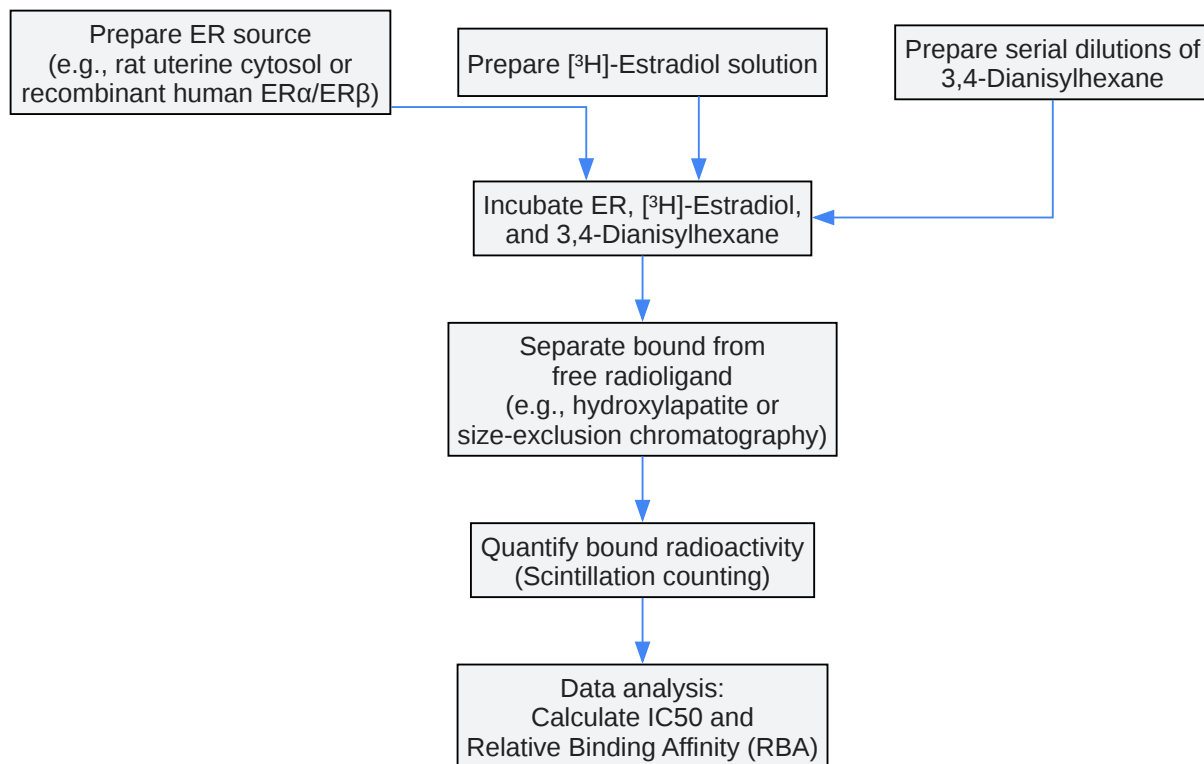 Prepare ER source
(e.g., rat uterine cytosol or
recombinant human ERα/ERβ)
Prepare [³H]-Estradiol solution
Prepare serial dilutions of
3,4-Dianisylhexane
Incubate ER, [³H]-Estradiol,
and 3,4-Dianisylhexane
Separate bound from
free radioligand
(e.g., hydroxylapatite or
size-exclusion chromatography)
Quantify bound radioactivity
(Scintillation counting)
Data analysis:
Calculate IC50 and
Relative Binding Affinity (RBA)